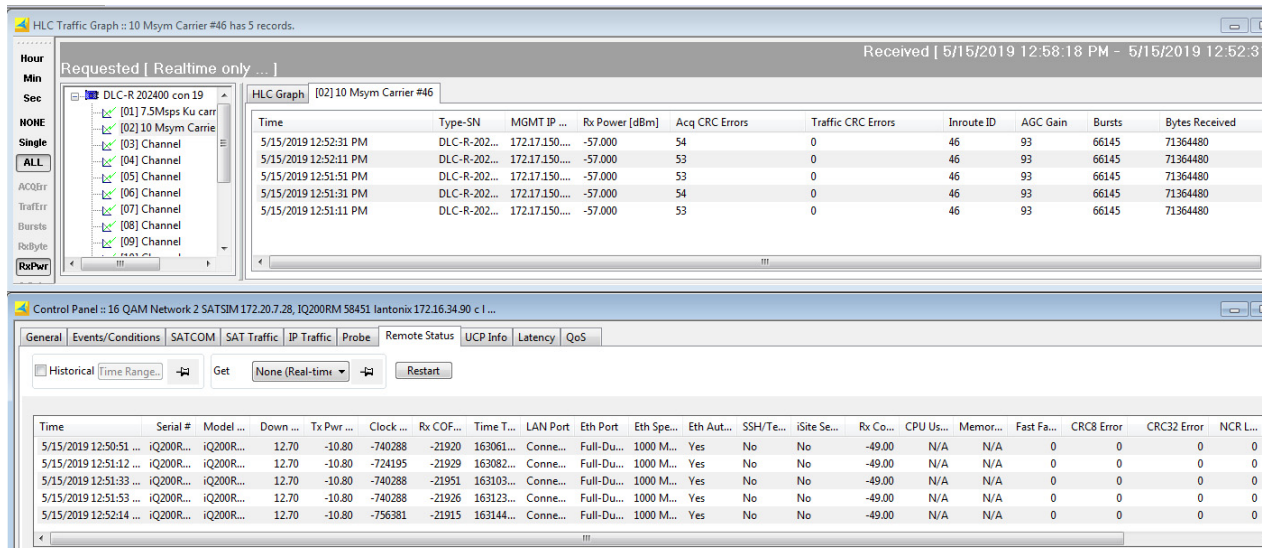 HLC Traffic Graph :: 10 Msym Carrier #46 has 5 records.
Received [ 5/15/2019 12:58:18 PM - 5/15/2019 12:52:3
Requested [ Realtime only ... ]
Hour
Min
Sec
NONE
Single
ALL
ACQErr
TrafErr
Bursts
RxByte
RxPwr
DLC-R 202400 con 19
[01] 7.5Msps Ku carr
[02] 10 Msym Carrie
[03] Channel
[04] Channel
[05] Channel
[06] Channel
[07] Channel
[08] Channel
[09] Channel
HLC Graph [02] 10 Msym Carrier #46
Time Type-SN MGMT IP ... Rx Power [dBm] Acq CRC Errors Traffic CRC Errors Inroute ID AGC Gain Bursts Bytes Received
5/15/2019 12:52:31 PM DLC-R-202... 172.17.150.... -57.000 54 0 46 93 66145 71364480
5/15/2019 12:52:11 PM DLC-R-202... 172.17.150.... -57.000 53 0 46 93 66145 71364480
5/15/2019 12:51:51 PM DLC-R-202... 172.17.150.... -57.000 53 0 46 93 66145 71364480
5/15/2019 12:51:31 PM DLC-R-202... 172.17.150.... -57.000 54 0 46 93 66145 71364480
5/15/2019 12:51:11 PM DLC-R-202... 172.17.150.... -57.000 53 0 46 93 66145 71364480
Control Panel :: 16 QAM Network 2 SATSIM 172.20.7.28, IQ200RM 58451 lantonix 172.16.34.90 c l ...
General Events/Conditions SATCOM SAT Traffic IP Traffic Probe Remote Status UCP Info Latency QoS
Historical Time Range.. Get None (Real-time Restart
Time Serial # Model ... Down ... Tx Pwr ... Clock ... Rx COF... Time T... LAN Port Eth Port Eth Spe... Eth Aut... SSH/Te... iSite Se... Rx Co... CPU Us... Memor... Fast Fa... CRC8 Error CRC32 Error NCR L...
5/15/2019 12:50:51 ... iQ200R... iQ200R... 12.70 -10.80 -740288 -21920 163061... Conne... Full-Du... 1000 M... Yes No No -49.00 N/A N/A 0 0 0 0
5/15/2019 12:51:12 ... iQ200R... iQ200R... 12.70 -10.80 -724195 -21929 163082... Conne... Full-Du... 1000 M... Yes No No -49.00 N/A N/A 0 0 0 0
5/15/2019 12:51:33 ... iQ200R... iQ200R... 12.70 -10.80 -740288 -21951 163103... Conne... Full-Du... 1000 M... Yes No No -49.00 N/A N/A 0 0 0 0
5/15/2019 12:51:53 ... iQ200R... iQ200R... 12.70 -10.80 -740288 -21926 163123... Conne... Full-Du... 1000 M... Yes No No -49.00 N/A N/A 0 0 0 0
5/15/2019 12:52:14 ... iQ200R... iQ200R... 12.70 -10.80 -756381 -21915 163144... Conne... Full-Du... 1000 M... Yes No No -49.00 N/A N/A 0 0 0 0